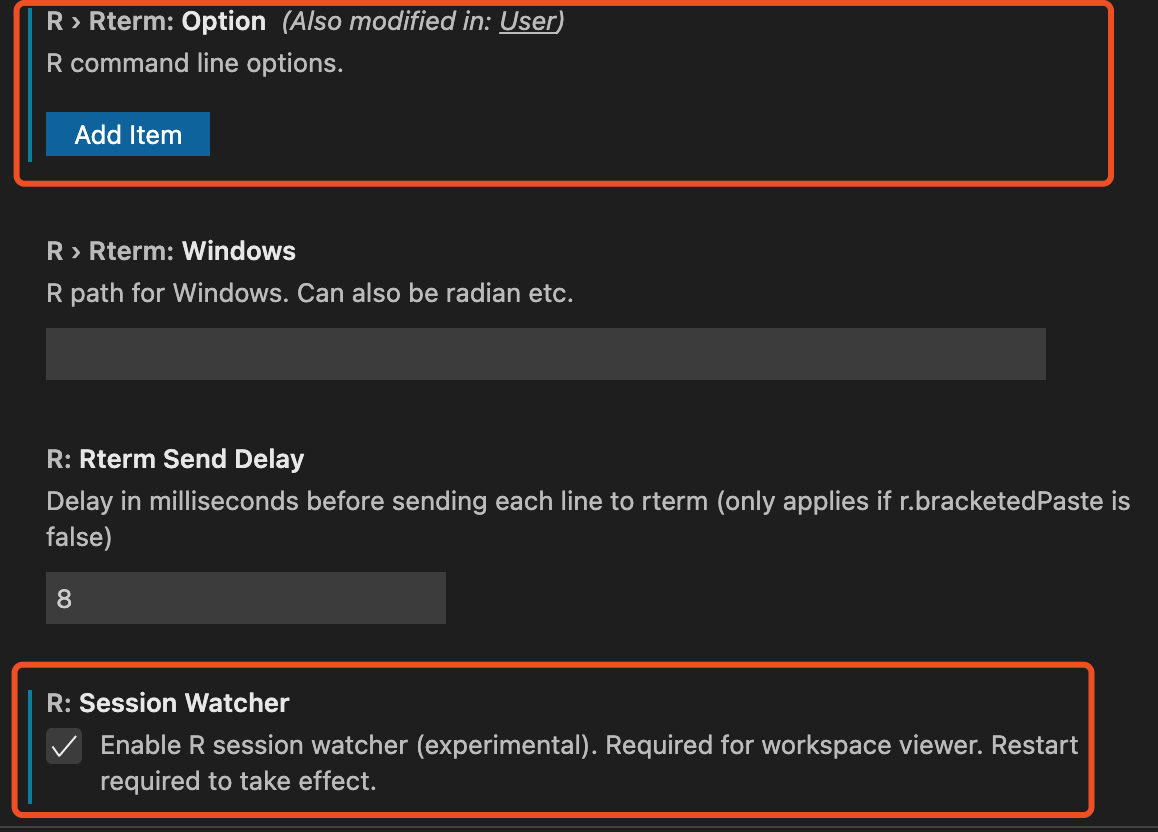 R › Rterm: Option (Also modified in: User)
R command line options.
Add Item
R › Rterm: Windows
R path for Windows. Can also be radian etc.
R: Rterm Send Delay
Delay in milliseconds before sending each line to rterm (only applies if r.bracketedPaste is
false)
8
R: Session Watcher
Enable R session watcher (experimental). Required for workspace viewer. Restart
required to take effect.